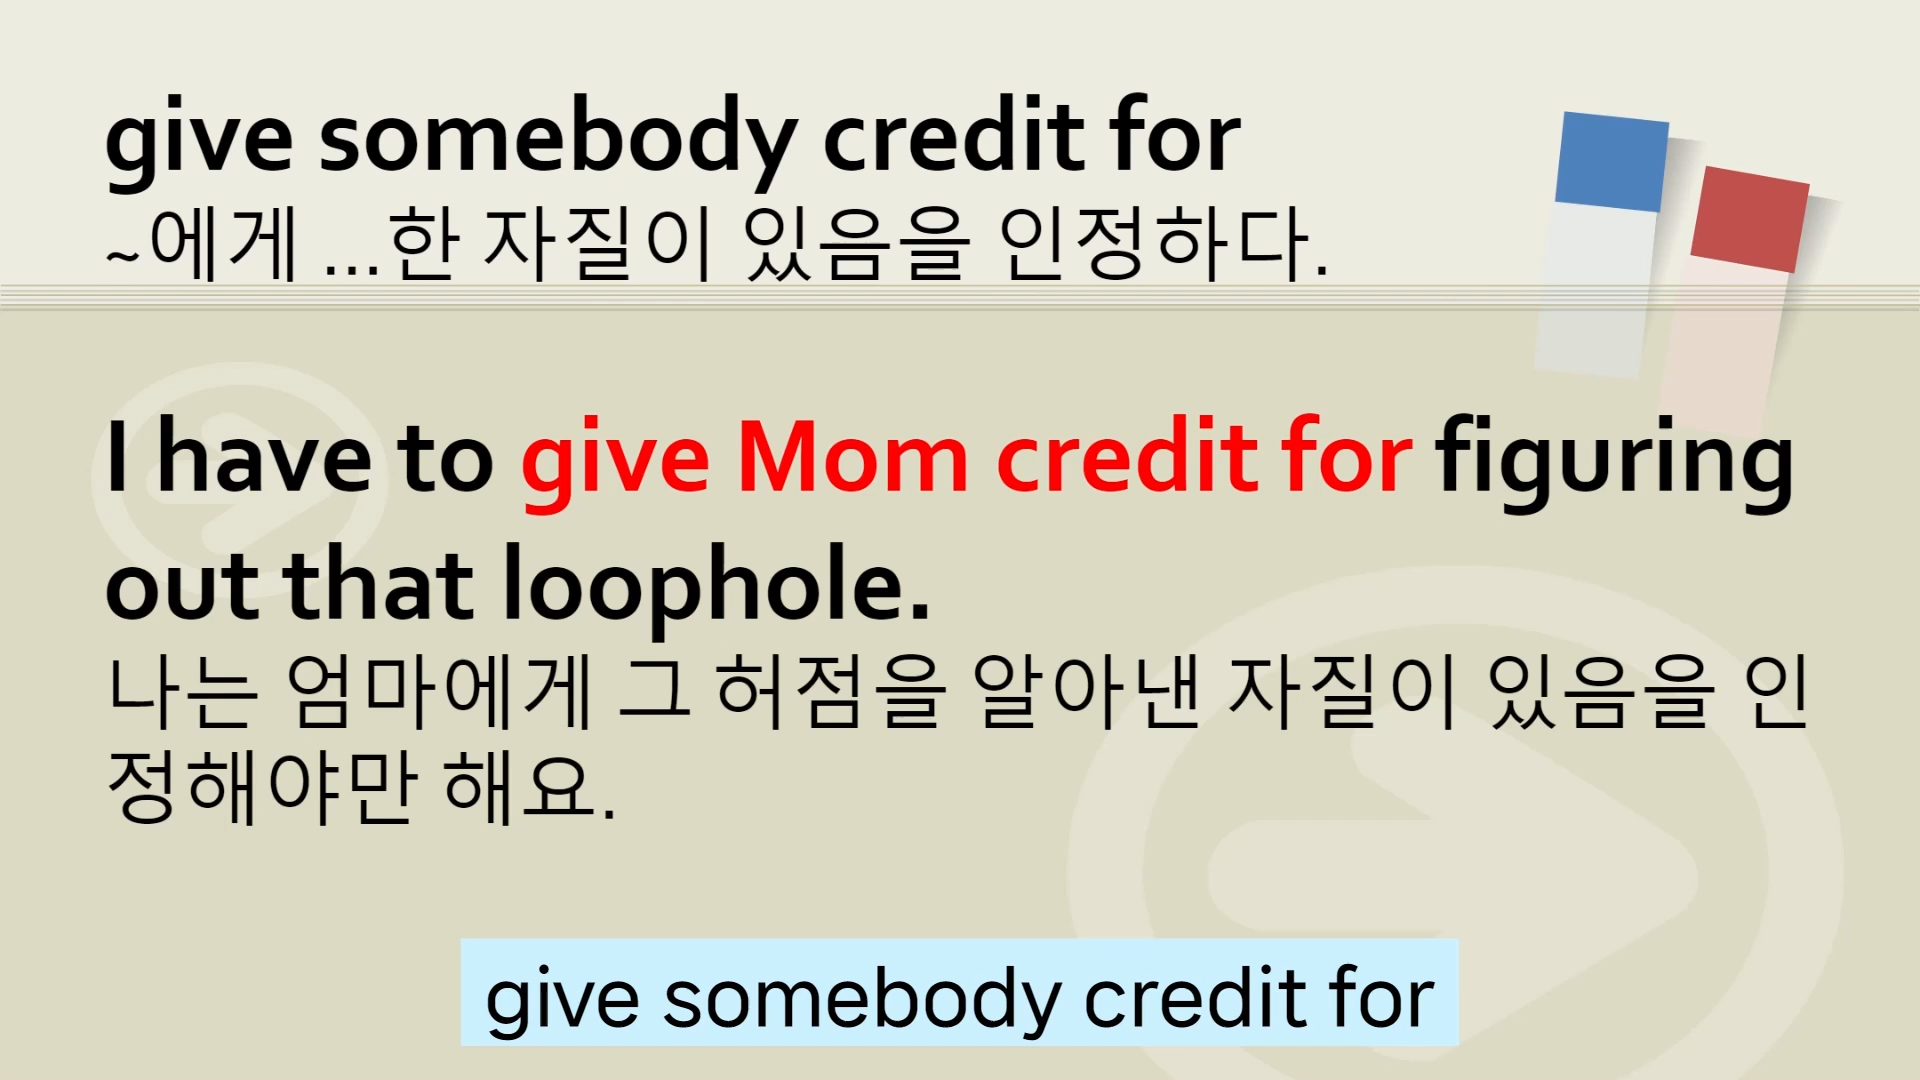 give somebody credit for
~에게 ...한 자질이 있음을 인정하다.
I have to give Mom credit for figuring
out that loophole.
나는 엄마에게 그 허점을 알아낸 자질이 있음을 인
정해야만 해요.
give somebody credit for